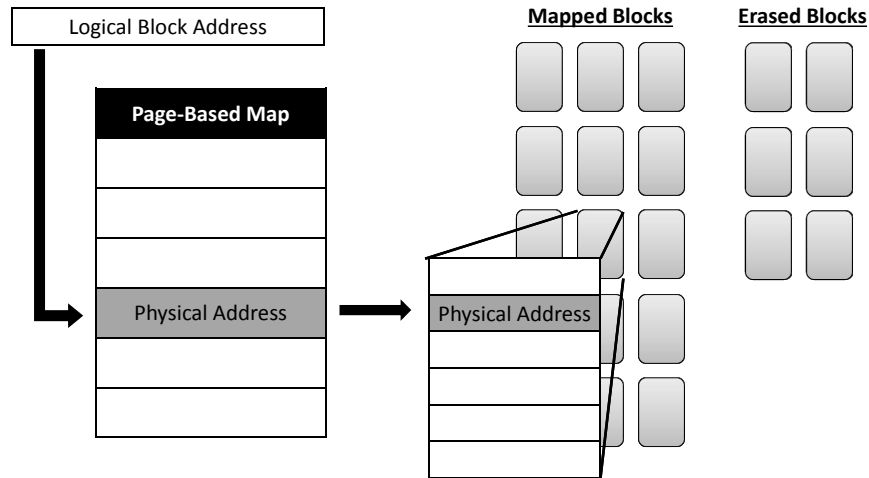 Logical Block Address
Mapped Blocks
Erased Blocks
Page-Based Map
Physical Address
Physical Address